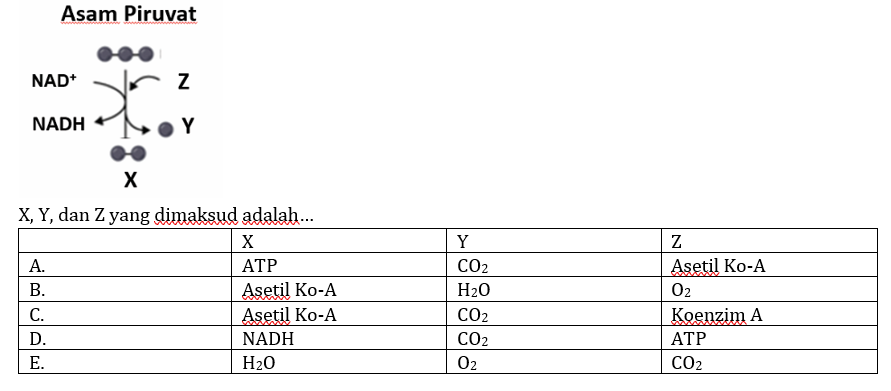 Asam Piruvat
NAD⁺
Z
NADH
Y
X
X, Y, dan Z yang dimaksud adalah...
X Y Z
A. ATP CO2 Asetil Ko-A
B. Asetil Ko-A H2O O2
C. Asetil Ko-A CO2 Koenzim A
D. NADH CO2 ATP
E. H2O O2 CO2